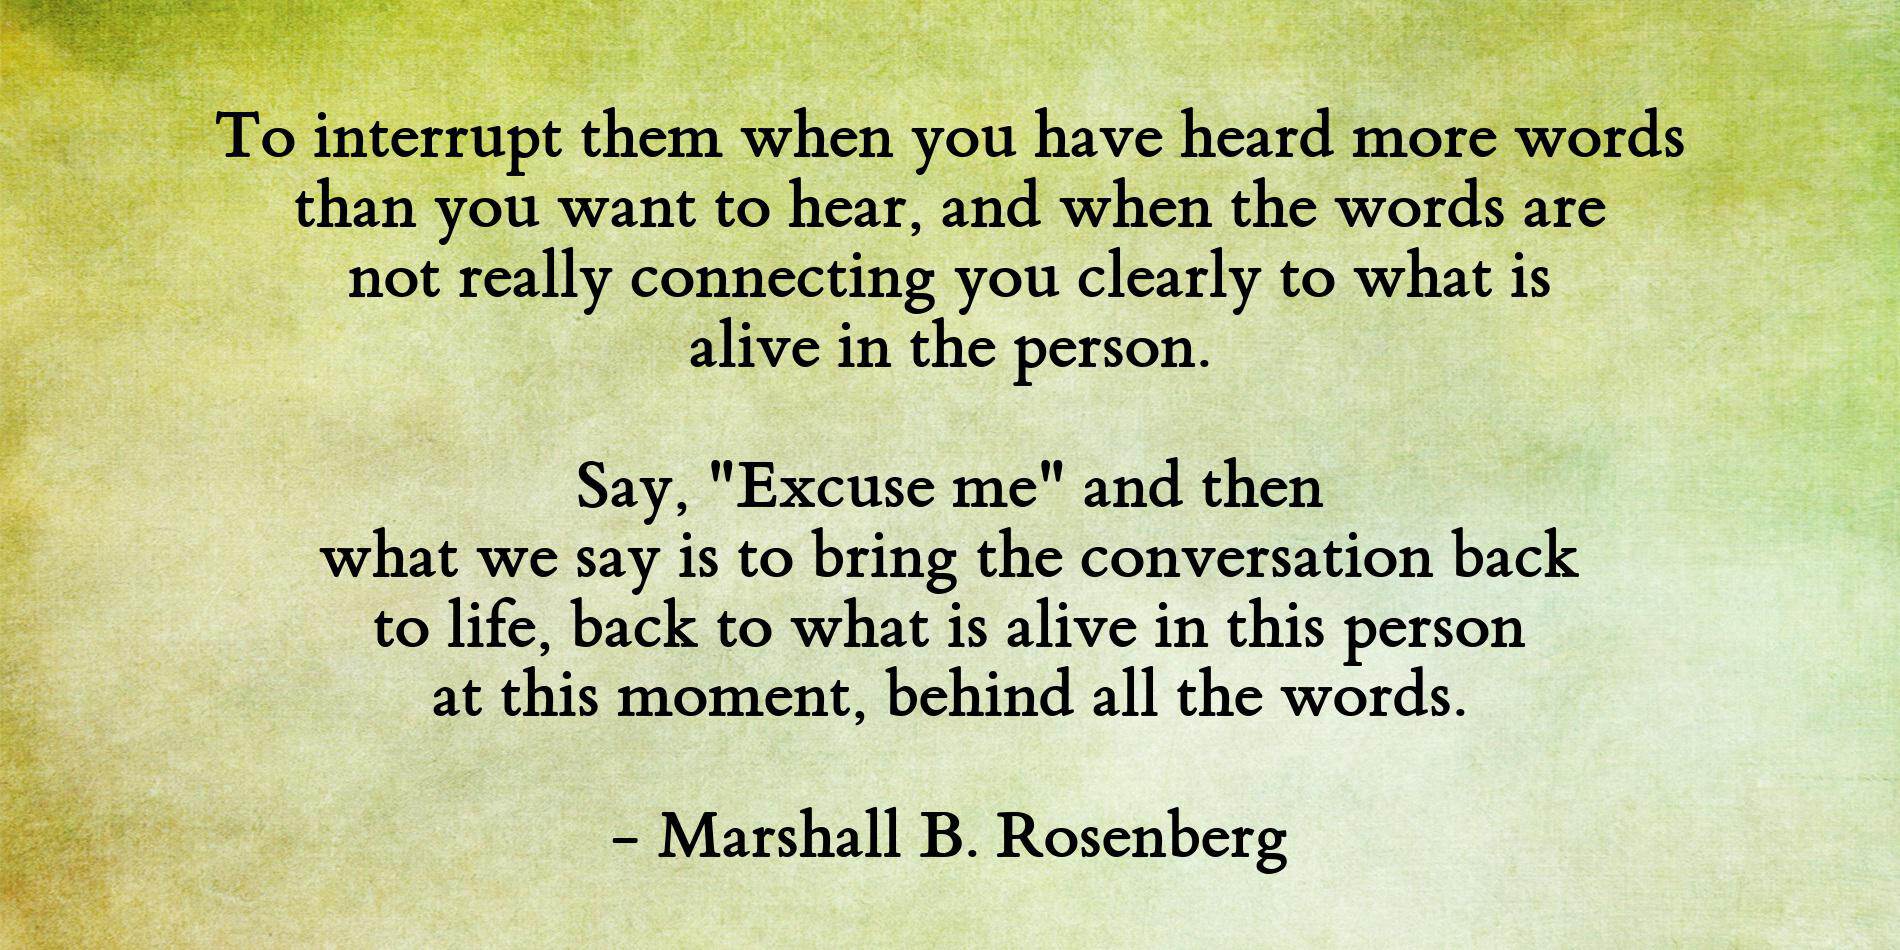 To interrupt them when you have heard more words
than you want to hear, and when the words are
not really connecting you clearly to what is
alive in the person.
Say, "Excuse me" and then
what we say is to bring the conversation back
to life, back to what is alive in this person
at this moment, behind all the words.
- Marshall B. Rosenberg